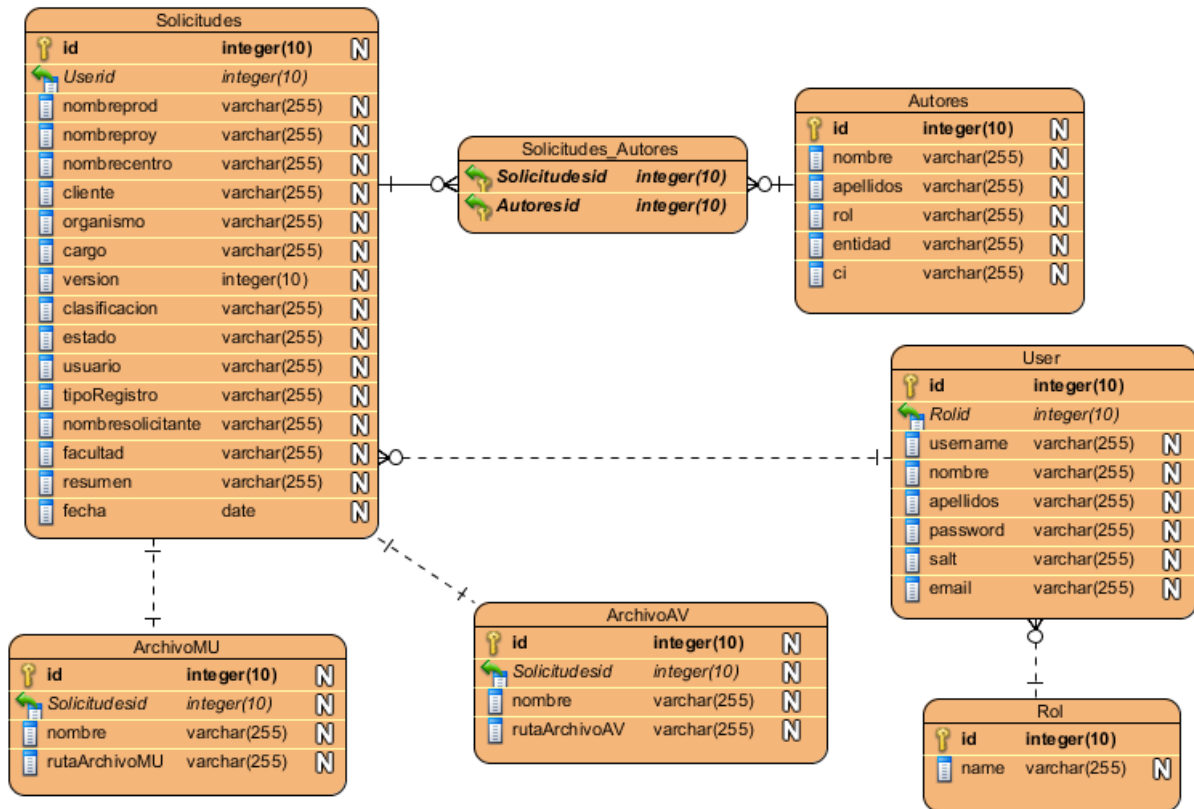 Solicitudes
id integer(10) N
Userid integer(10)
nombreprod varchar(255) N
nombreproy varchar(255) N
nombrecentro varchar(255) N
cliente varchar(255) N
organismo varchar(255) N
cargo varchar(255) N
version integer(10) N
clasificacion varchar(255) N
estado varchar(255) N
usuario varchar(255) N
tipoRegistro varchar(255) N
nombresolicitante varchar(255) N
facultad varchar(255) N
resumen varchar(255) N
fecha date N
Solicitudes_Autores
Solicitudesid integer(10)
Autoresid integer(10)
Autores
id integer(10) N
nombre varchar(255) N
apellidos varchar(255) N
rol varchar(255) N
entidad varchar(255) N
ci varchar(255) N
User
id integer(10)
Rolid integer(10)
username varchar(255) N
nombre varchar(255) N
apellidos varchar(255) N
password varchar(255) N
salt varchar(255) N
email varchar(255) N
ArchivoMU
id integer(10) N
Solicitudesid integer(10) N
nombre varchar(255) N
rutaArchivoMU varchar(255) N
ArchivoAV
id integer(10) N
Solicitudesid integer(10) N
nombre varchar(255) N
rutaArchivoAV varchar(255) N
Rol
id integer(10)
name varchar(255) N